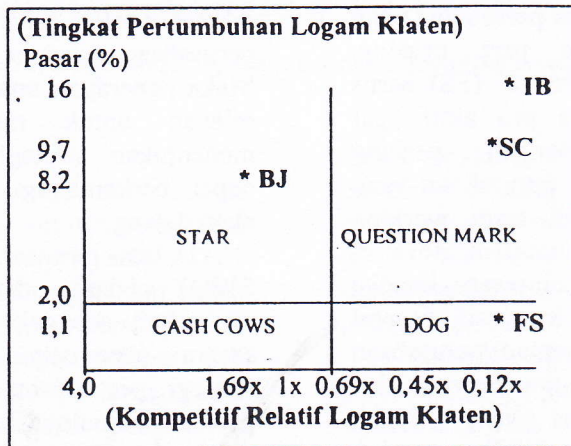 (Tingkat Pertumbuhan Logam Klaten)
Pasar (%)
16 * IB
9,7 *SC
8,2 * BJ
STAR QUESTION MARK
2,0
1,1 CASH COWS DOG * FS
4,0 1,69x 1x 0,69x 0,45x 0,12x
(Kompetitif Relatif Logam Klaten)